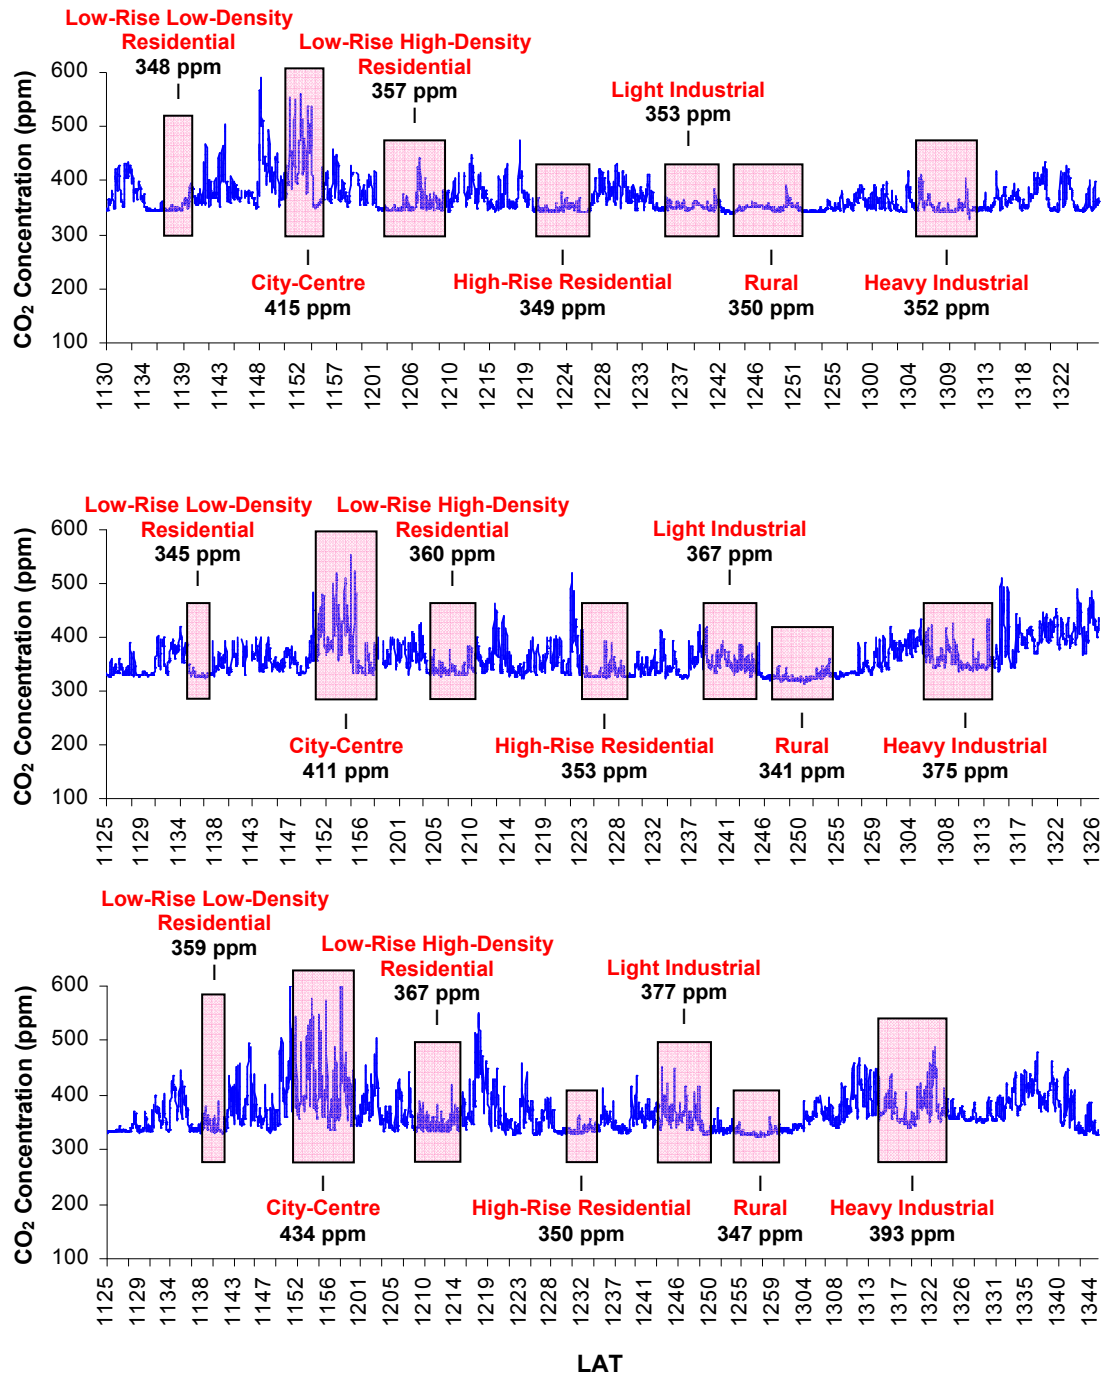 Low-Rise Low-Density
Residential
348 ppm
Low-Rise High-Density
Residential
357 ppm
Light Industrial
353 ppm
CO₂ Concentration (ppm)
600
500
400
300
200
100
City-Centre
415 ppm
High-Rise Residential
349 ppm
Rural
350 ppm
Heavy Industrial
352 ppm
1130 1134 1139 1143 1148 1152 1157 1201 1206 1210 1215 1219 1224 1228 1233 1237 1242 1246 1251 1255 1300 1304 1309 1313 1318 1322
Low-Rise Low-Density
Residential
345 ppm
Low-Rise High-Density
Residential
360 ppm
Light Industrial
367 ppm
CO₂ Concentration (ppm)
600
500
400
300
200
100
City-Centre
411 ppm
High-Rise Residential
353 ppm
Rural
341 ppm
Heavy Industrial
375 ppm
1125 1129 1134 1138 1143 1147 1152 1156 1201 1205 1210 1214 1219 1223 1228 1232 1237 1241 1246 1250 1255 1259 1304 1308 1313 1317 1322 1326
Low-Rise Low-Density
Residential
359 ppm
Low-Rise High-Density
Residential
367 ppm
Light Industrial
377 ppm
CO₂ Concentration (ppm)
600
500
400
300
200
100
City-Centre
434 ppm
High-Rise Residential
350 ppm
Rural
347 ppm
Heavy Industrial
393 ppm
1125 1129 1134 1138 1143 1147 1152 1156 1201 1205 1210 1214 1219 1223 1228 1232 1237 1241 1246 1250 1255 1259 1304 1308 1313 1317 1322 1326 1331 1335 1340 1344
LAT